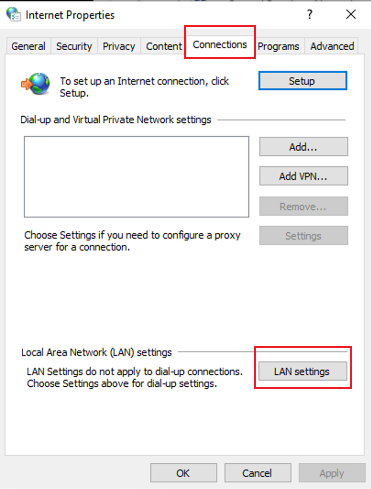 Internet Properties ? ×
General Security Privacy Content Connections Programs Advanced
To set up an Internet connection, click
Setup.
Setup
Dial-up and Virtual Private Network settings
Add...
Add VPN...
Remove...
Choose Settings if you need to configure a proxy
server for a connection.
Settings
Local Area Network (LAN) settings
LAN Settings do not apply to dial-up connections.
Choose Settings above for dial-up settings.
LAN settings
OK Cancel Apply